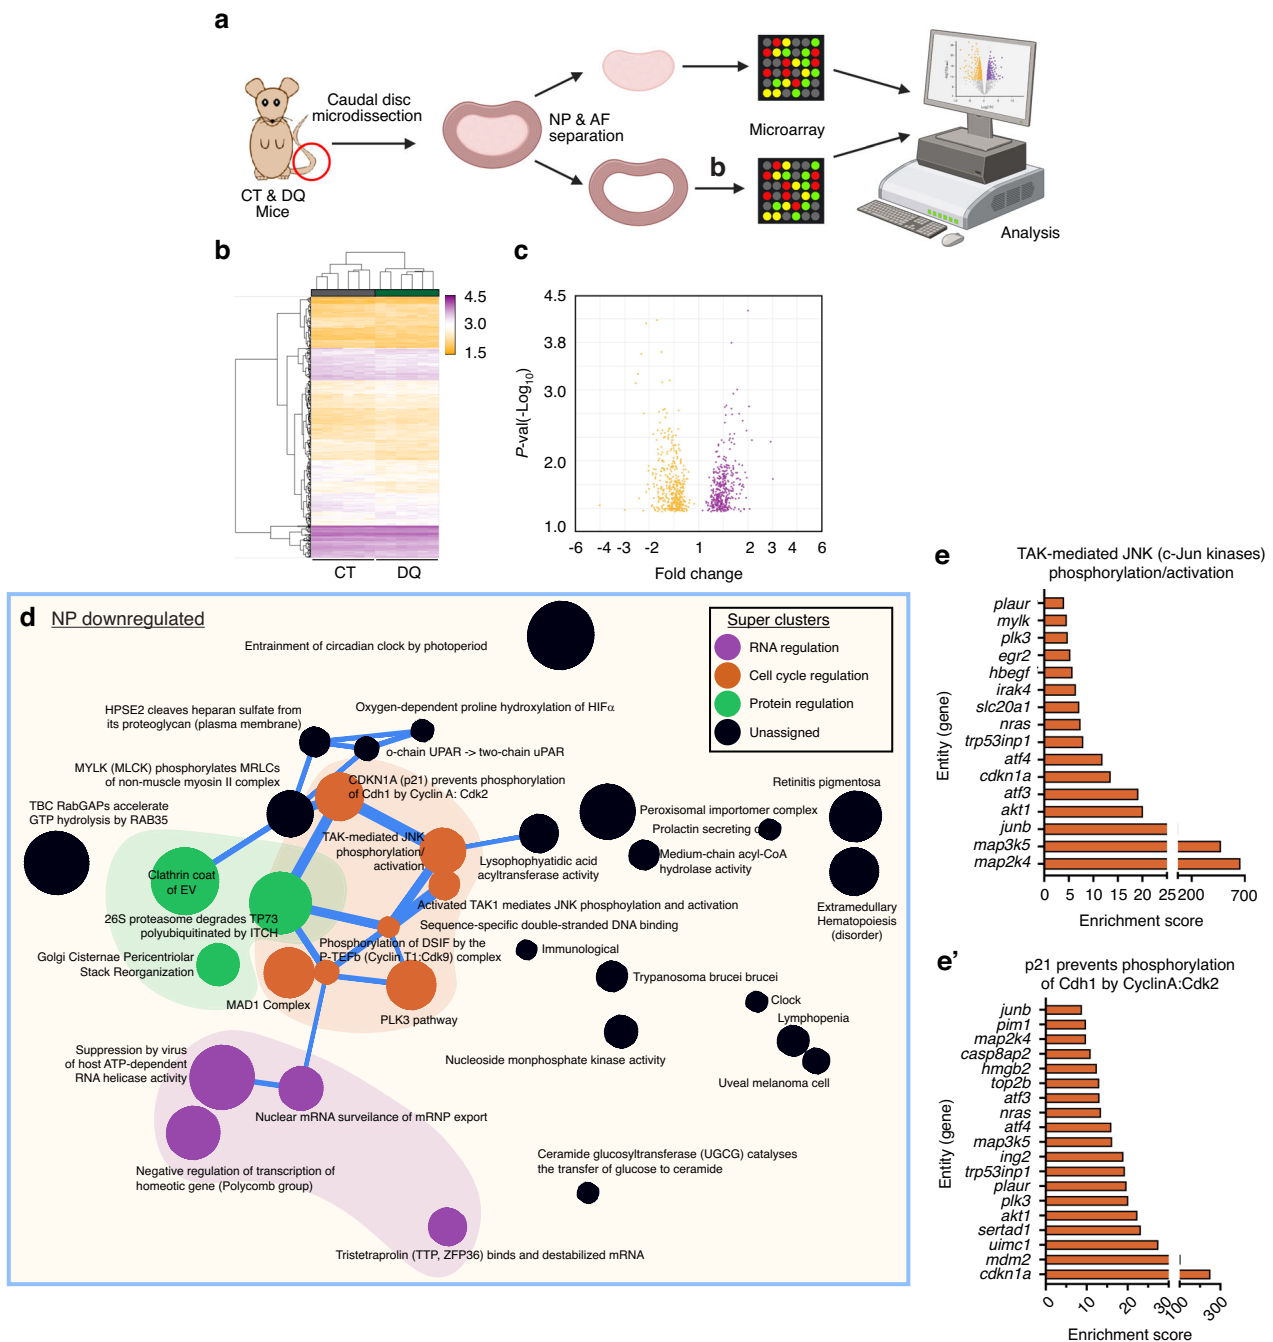 a
Caudal disc
microdissection
CT & DQ
Mice
NP & AF
separation
Microarray
b
Analysis
b
4.5
3.0
1.5
CT
DQ
c
4.5
3.8
3.0
2.0
1.0
P-val(-Log10)
-6 -4 -3 -2 1 2 3 4 6
Fold change
d NP downregulated
Super clusters
RNA regulation
Cell cycle regulation
Protein regulation
Unassigned
Entrainment of circadian clock by photoperiod
HPSE2 cleaves heparan sulfate from
its proteoglycan (plasma membrane)
Oxygen-dependent proline hydroxylation of HIFα
o-chain UPAR -> two-chain uPAR
MYLK (MLCK) phosphorylates MRLCs
of non-muscle myosin II complex
CDKN1A (p21) prevents phosphorylation
of Cdh1 by Cyclin A: Cdk2
TBC RabGAPs accelerate
GTP hydrolysis by RAB35
TAK-mediated JNK
phosphorylation/
activation
Lysophophyatidic acid
acyltransferase activity
Peroxisomal importomer complex
Prolactin secreting c
Medium-chain acyl-CoA
hydrolase activity
Retinitis pigmentosa
Extramedullary
Hematopoiesis
(disorder)
Clathrin coat
of EV
Activated TAK1 mediates JNK phosphoylation and activation
26S proteasome degrades TP73
polyubiquitinated by ITCH
Sequence-specific double-stranded DNA binding
Phosphorylation of DSIF by the
P-TEFb (Cyclin T1:Cdk9) complex
Golgi Cisternae Pericentriolar
Stack Reorganization
MAD1 Complex
PLK3 pathway
Immunological
Trypanosoma brucei brucei
Clock
Lymphopenia
Nucleoside monphosphate kinase activity
Uveal melanoma cell
Suppression by virus
of host ATP-dependent
RNA helicase activity
Nuclear mRNA surveilance of mRNP export
Negative regulation of transcription of
homeotic gene (Polycomb group)
Ceramide glucosyltransferase (UGCG) catalyses
the transfer of glucose to ceramide
Tristetraprolin (TTP, ZFP36) binds and destabilized mRNA
e
TAK-mediated JNK (c-Jun kinases)
phosphorylation/activation
Entity (gene)
plaur
mylk
plk3
egr2
hbegf
irak4
slc20a1
nras
trp53inp1
atf4
cdkn1a
atf3
akt1
junb
map3k5
map2k4
0 5 10 15 20 25 200 700
Enrichment score
e'
p21 prevents phosphorylation
of Cdh1 by CyclinA:Cdk2
Entity (gene)
junb
pim1
map2k4
casp8ap2
hmgb2
top2b
atf3
nras
atf4
map3k5
ing2
trp53inp1
plaur
plk3
akt1
sertad1
uimc1
mdm2
cdkn1a
0 10 20 30 100 300
Enrichment score